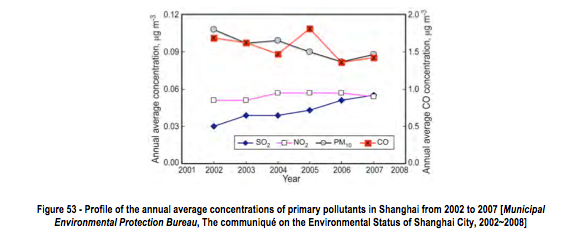 0.12
0.09
0.06
0.03
0.00
Annual average concentration, µg m-3
2.0
1.5
1.0
0.5
0.0
Annual average CO concentration, µg m-3
SO2 NO2 PM10 CO
2001 2002 2003 2004 2005 2006 2007 2008
Year
Figure 53 - Profile of the annual average concentrations of primary pollutants in Shanghai from 2002 to 2007 [Municipal
Environmental Protection Bureau, The communiqué on the Environmental Status of Shanghai City, 2002~2008]